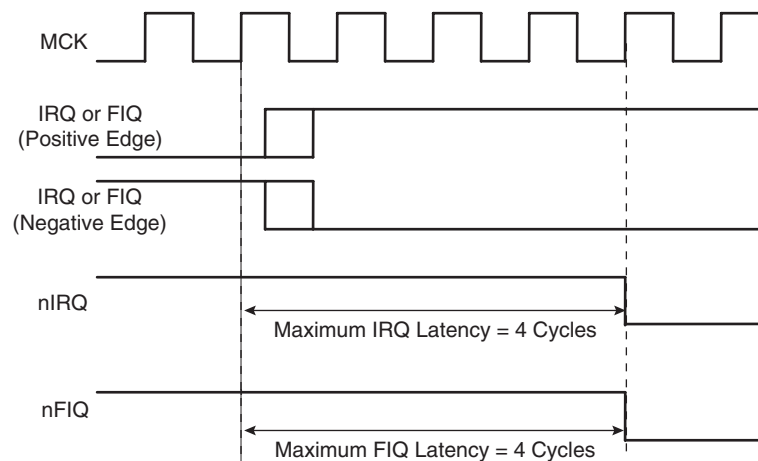 MCK
IRQ or FIQ
(Positive Edge)
IRQ or FIQ
(Negative Edge)
nIRQ
Maximum IRQ Latency = 4 Cycles
nFIQ
Maximum FIQ Latency = 4 Cycles